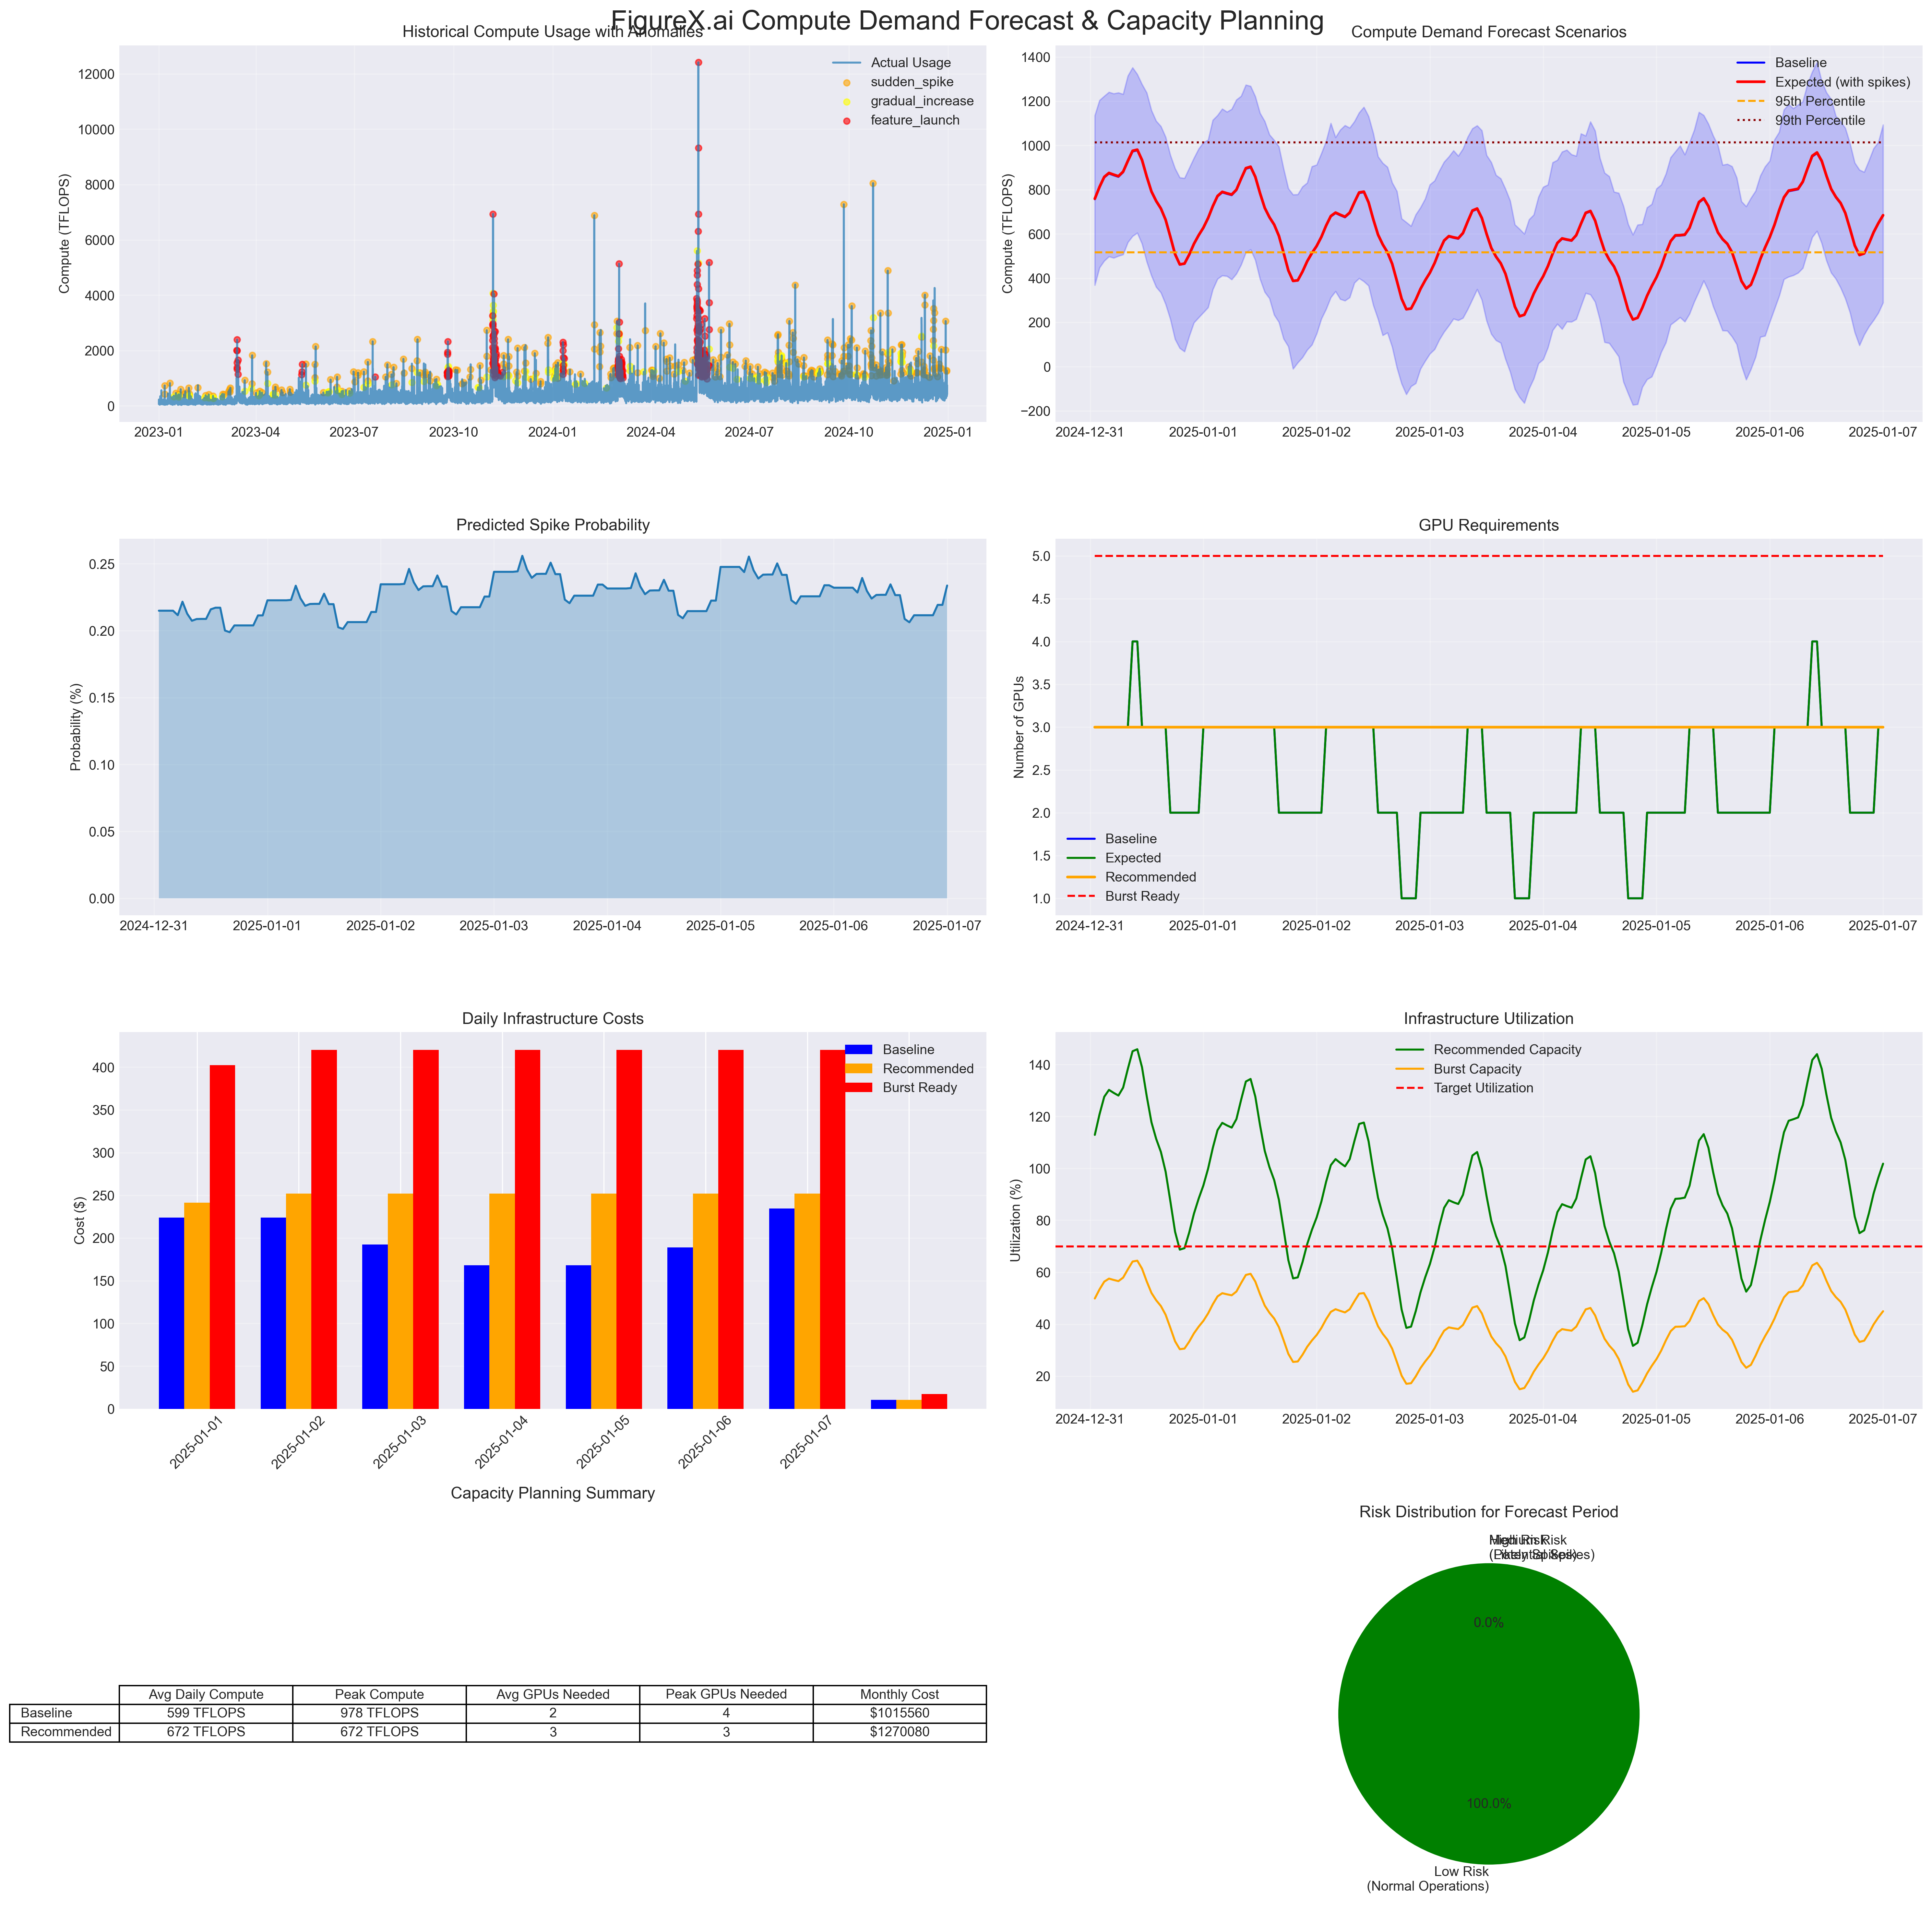 FigureX.ai Compute Demand Forecast & Capacity Planning
Historical Compute Usage with Anomalies
Compute (TFLOPS)
12000
10000
8000
6000
4000
2000
0
2023-01
2023-04
2023-07
2023-10
2024-01
2024-04
2024-07
2024-10
2025-01
Actual Usage
sudden_spike
gradual_increase
feature_launch
Compute Demand Forecast Scenarios
Compute (TFLOPS)
1400
1200
1000
800
600
400
200
0
−200
2024-12-31
2025-01-01
2025-01-02
2025-01-03
2025-01-04
2025-01-05
2025-01-06
2025-01-07
Baseline
Expected (with spikes)
95th Percentile
99th Percentile
Predicted Spike Probability
Probability (%)
0.25
0.20
0.15
0.10
0.05
0.00
2024-12-31
2025-01-01
2025-01-02
2025-01-03
2025-01-04
2025-01-05
2025-01-06
2025-01-07
GPU Requirements
Number of GPUs
5.0
4.5
4.0
3.5
3.0
2.5
2.0
1.5
1.0
Baseline
Expected
Recommended
Burst Ready
2024-12-31
2025-01-01
2025-01-02
2025-01-03
2025-01-04
2025-01-05
2025-01-06
2025-01-07
Daily Infrastructure Costs
Cost ($)
400
350
300
250
200
150
100
50
0
Baseline
Recommended
Burst Ready
2025-01-01
2025-01-02
2025-01-03
2025-01-04
2025-01-05
2025-01-06
2025-01-07
Infrastructure Utilization
Utilization (%)
140
120
100
80
60
40
20
Recommended Capacity
Burst Capacity
Target Utilization
2024-12-31
2025-01-01
2025-01-02
2025-01-03
2025-01-04
2025-01-05
2025-01-06
2025-01-07
Capacity Planning Summary
Avg Daily Compute Peak Compute Avg GPUs Needed Peak GPUs Needed Monthly Cost
Baseline 599 TFLOPS 978 TFLOPS 2 4 $1015560
Recommended 672 TFLOPS 672 TFLOPS 3 3 $1270080
Risk Distribution for Forecast Period
Risk
Spikes)
0.0%
100.0%
Low Risk
(Normal Operations)